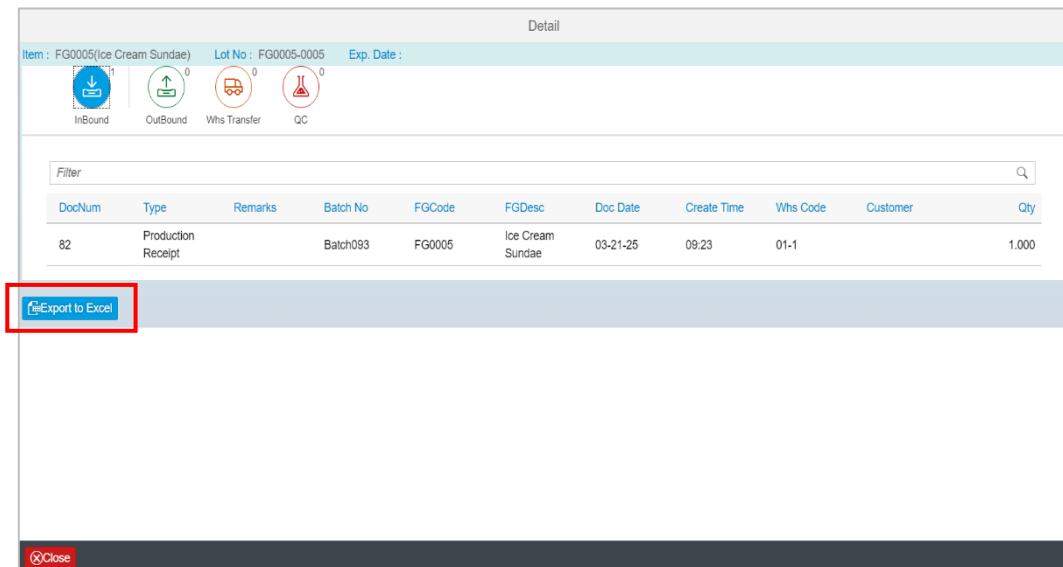 Detail
Item : FG0005(Ice Cream Sundae) Lot No : FG0005-0005 Exp. Date :
1 0 0 0
InBound OutBound Whs Transfer QC
Filter
DocNum Type Remarks Batch No FGCode FGDesc Doc Date Create Time Whs Code Customer Qty
82 Production Receipt Batch093 FG0005 Ice Cream Sundae 03-21-25 09:23 01-1 1.000
Export to Excel
Close